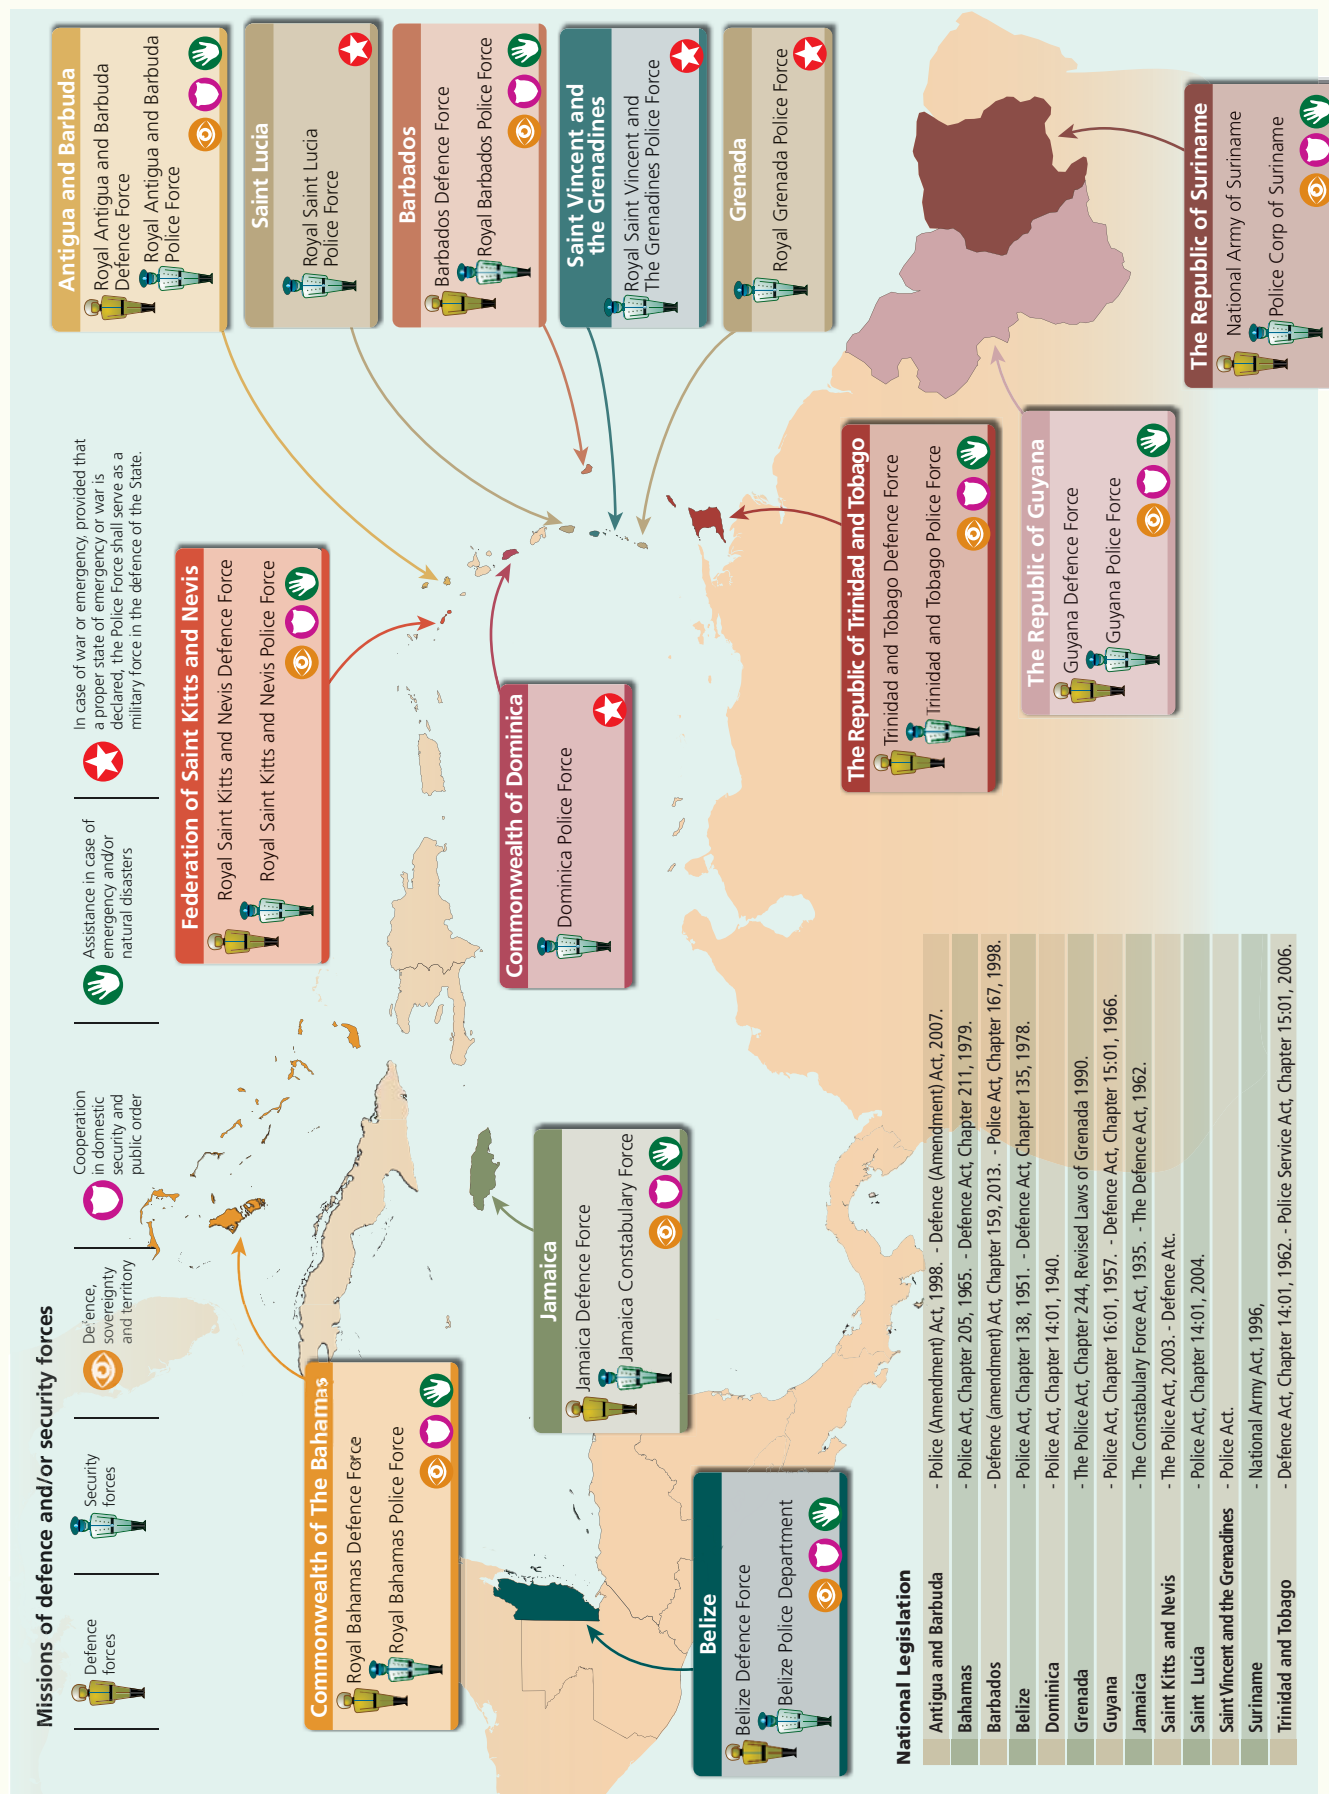 Missions of defence and/or security forces
Defence
forces
Security
forces
Defence,
sovereignty
and territory
Cooperation
in domestic
security and
public order
Assistance in case of
emergency and/or
natural disasters
In case of war or emergency, provided that
a proper state of emergency or war is
declared, the Police Force shall serve as a
military force in the defence of the State.
Antigua and Barbuda
Royal Antigua and Barbuda
Defence Force
Royal Antigua and Barbuda
Police Force
Saint Lucia
Royal Saint Lucia
Police Force
Barbados
Barbados Defence Force
Royal Barbados Police Force
Saint Vincent and
the Grenadines
Royal Saint Vincent and
The Grenadines Police Force
Grenada
Royal Grenada Police Force
Federation of Saint Kitts and Nevis
Royal Saint Kitts and Nevis Defence Force
Royal Saint Kitts and Nevis Police Force
Commonwealth of Dominica
Dominica Police Force
The Republic of Trinidad and Tobago
Trinidad and Tobago Defence Force
Trinidad and Tobago Police Force
The Republic of Guyana
Guyana Defence Force
Guyana Police Force
The Republic of Suriname
National Army of Suriname
Police Corp of Suriname
Commonwealth of The Bahamas
Royal Bahamas Defence Force
Royal Bahamas Police Force
Jamaica
Jamaica Defence Force
Jamaica Constabulary Force
Belize
Belize Defence Force
Belize Police Department
National Legislation
Antigua and Barbuda - Police (Amendment) Act, 1998. - Defence (Amendment) Act, 2007.
Bahamas - Police Act, Chapter 205, 1965. - Defence Act, Chapter 211, 1979.
Barbados - Defence (amendment) Act, Chapter 159, 2013. - Police Act, Chapter 167, 1998.
Belize - Police Act, Chapter 138, 1951. - Defence Act, Chapter 135, 1978.
Dominica - Police Act, Chapter 14:01, 1940.
Grenada - The Police Act, Chapter 244, Revised Laws of Grenada 1990.
Guyana - Police Act, Chapter 16:01, 1957. - Defence Act, Chapter 15:01, 1966.
Jamaica - The Constabulary Force Act, 1935. - The Defence Act, 1962.
Saint Kitts and Nevis - The Police Act, 2003. - Defence Atc.
Saint Lucia - Police Act, Chapter 14:01, 2004.
Saint Vincent and the Grenadines - Police Act.
Suriname - National Army Act, 1996,
Trinidad and Tobago - Defence Act, Chapter 14:01, 1962. - Police Service Act, Chapter 15:01, 2006.